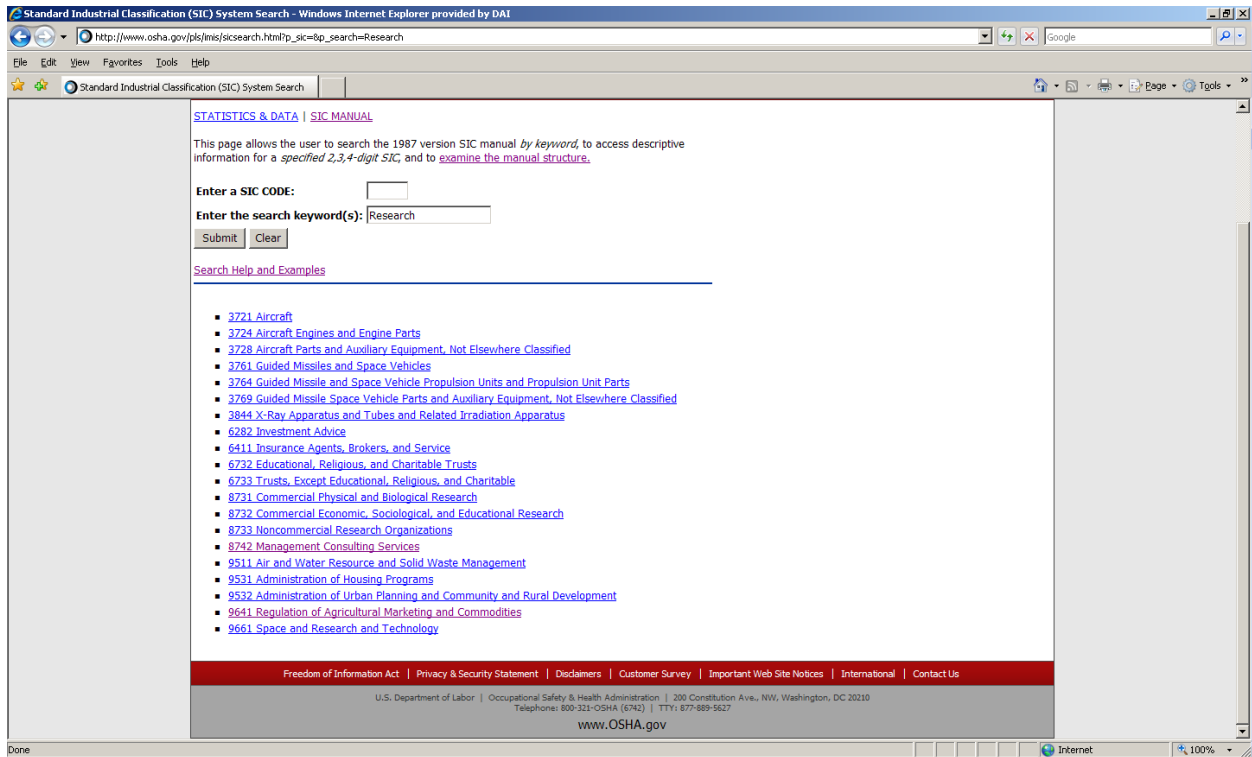 Standard Industrial Classification (SIC) System Search - Windows Internet Explorer provided by DAI
http://www.osha.gov/pls/imis/sicsearch.html?p_sic=&p_search=Research
Google
File Edit View Favorites Tools Help
Standard Industrial Classification (SIC) System Search
Page Tools »
STATISTICS & DATA | SIC MANUAL
This page allows the user to search the 1987 version SIC manual by keyword, to access descriptive
information for a specified 2,3,4-digit SIC, and to examine the manual structure.
Enter a SIC CODE:
Enter the search keyword(s): Research
Submit Clear
Search Help and Examples
3721 Aircraft
3724 Aircraft Engines and Engine Parts
3728 Aircraft Parts and Auxiliary Equipment, Not Elsewhere Classified
3761 Guided Missiles and Space Vehicles
3764 Guided Missile and Space Vehicle Propulsion Units and Propulsion Unit Parts
3769 Guided Missile Space Vehicle Parts and Auxiliary Equipment, Not Elsewhere Classified
3844 X-Ray Apparatus and Tubes and Related Irradiation Apparatus
6282 Investment Advice
6411 Insurance Agents, Brokers, and Service
6732 Educational, Religious, and Charitable Trusts
6733 Trusts, Except Educational, Religious, and Charitable
8731 Commercial Physical and Biological Research
8732 Commercial Economic, Sociological, and Educational Research
8733 Noncommercial Research Organizations
8742 Management Consulting Services
9511 Air and Water Resource and Solid Waste Management
9531 Administration of Housing Programs
9532 Administration of Urban Planning and Community and Rural Development
9641 Regulation of Agricultural Marketing and Commodities
9661 Space and Research and Technology
Freedom of Information Act | Privacy & Security Statement | Disclaimers | Customer Survey | Important Web Site Notices | International | Contact Us
U.S. Department of Labor | Occupational Safety & Health Administration | 200 Constitution Ave., NW, Washington, DC 20210
Telephone: 800-321-OSHA (6742) | TTY: 877-889-5627
www.OSHA.gov
Done Internet 100%